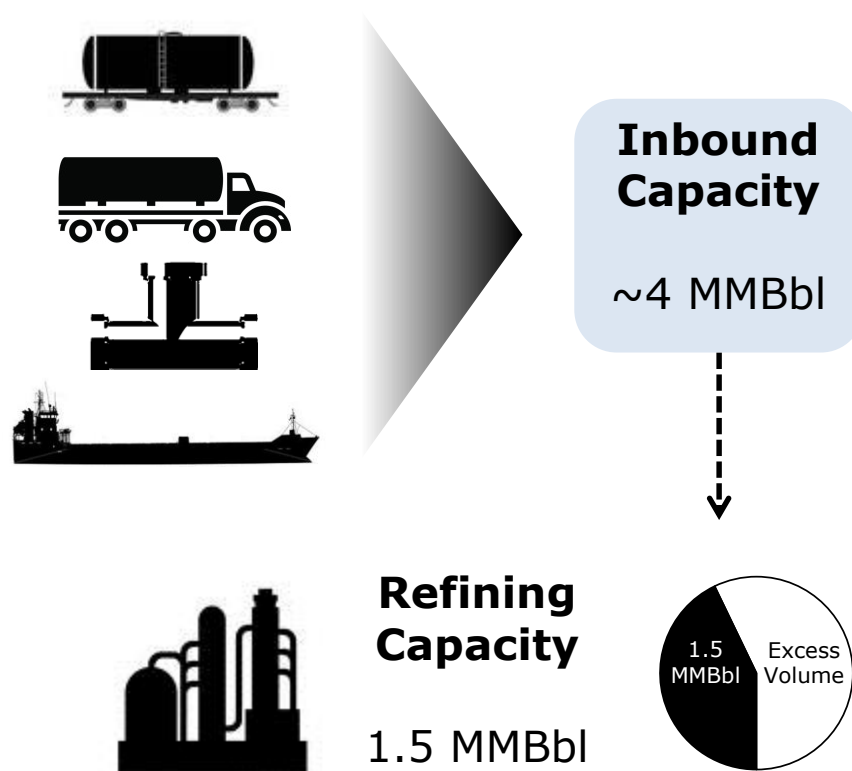 Inbound
Capacity
~4 MMBbl
Refining
Capacity
1.5 MMBbl
1.5
MMBbl
Excess
Volume